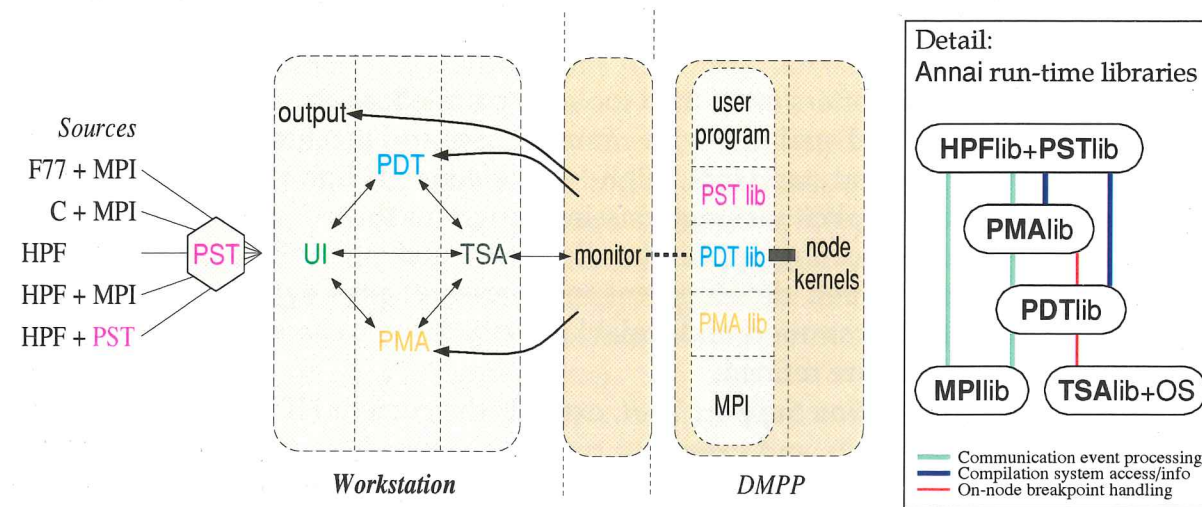 Sources
F77 + MPI
C + MPI
HPF
HPF + MPI
HPF + PST
PST
output
PDT
UI
TSA
PMA
Workstation
monitor
user
program
PST lib
PDT lib
PMA lib
MPI
node
kernels
DMPP
Detail:
Annai run-time libraries
HPFlib+PSTlib
PMAlib
PDTlib
MPIlib
TSAlib+OS
Communication event processing
Compilation system access/info
On-node breakpoint handling